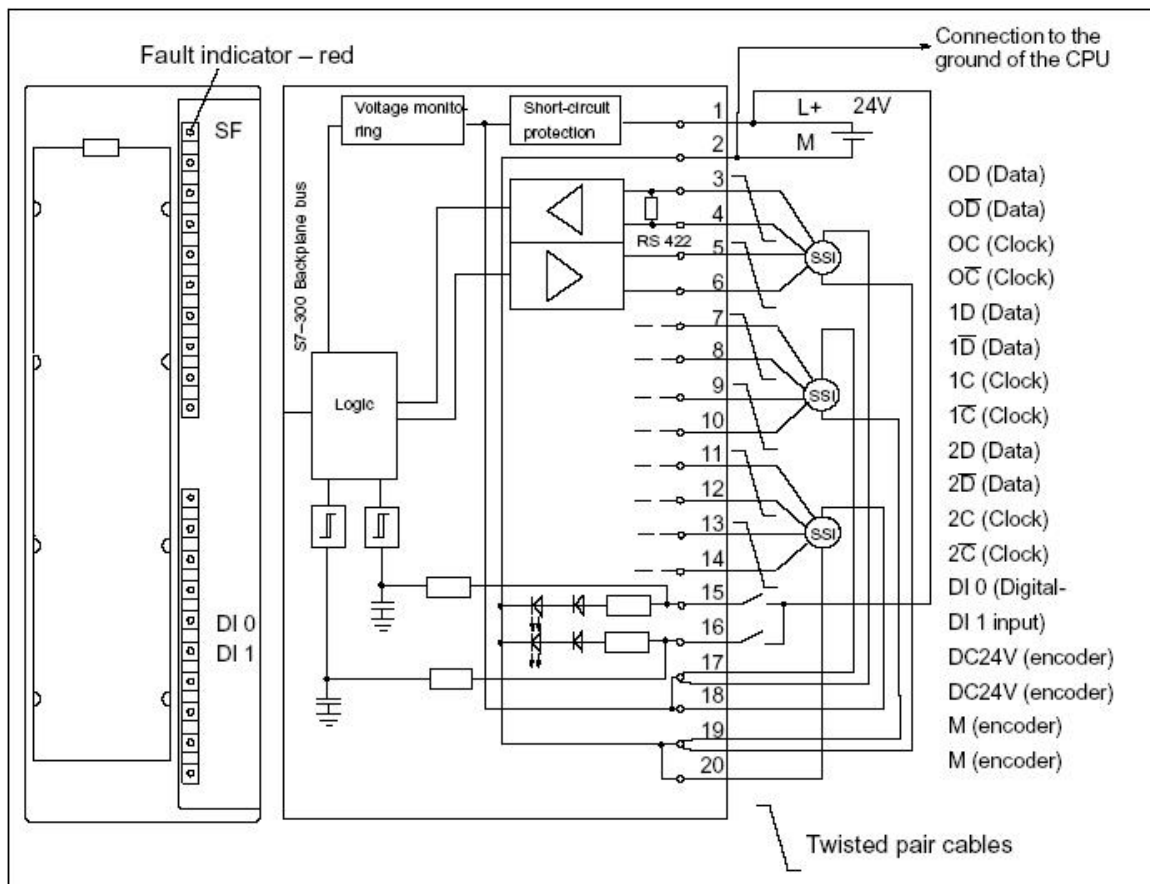 Fault indicator – red
SF
DI 0
DI 1
S7–300 Backplane bus
Voltage monito-
ring
Short-circuit
protection
Logic
RS 422
1
2
3
4
5
6
7
8
9
10
11
12
13
14
15
16
17
18
19
20
L+ 24V
M
SSI
SSI
SSI
Connection to the
ground of the CPU
OD (Data)
OD̅ (Data)
OC (Clock)
OC̅ (Clock)
1D (Data)
1D̅ (Data)
1C (Clock)
1C̅ (Clock)
2D (Data)
2D̅ (Data)
2C (Clock)
2C̅ (Clock)
DI 0 (Digital-
DI 1 input)
DC24V (encoder)
DC24V (encoder)
M (encoder)
M (encoder)
Twisted pair cables